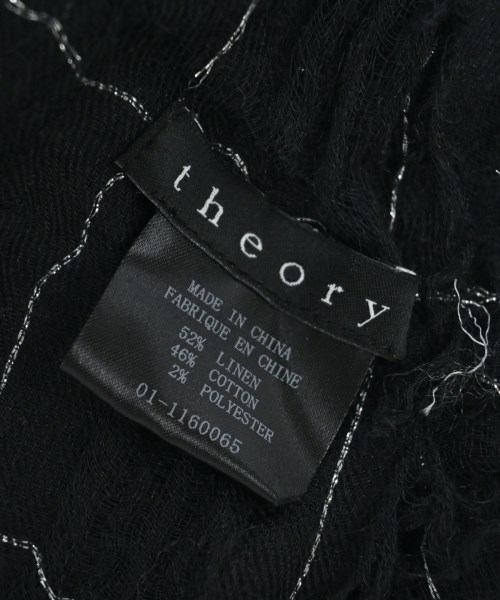 theory
MADE IN CHINA
FABRIQUE EN CHINE
52% LINEN
46% COTTON
2% POLYESTER
01-1160065